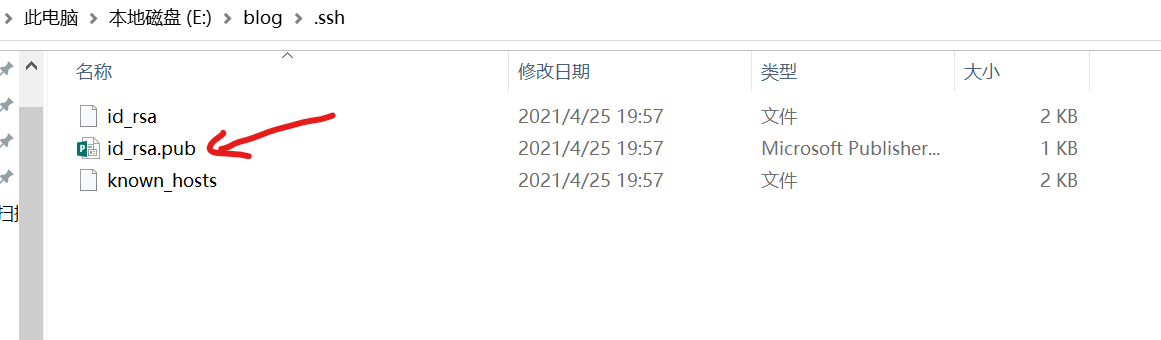 此电脑 > 本地磁盘 (E:) > blog > .ssh
名称 修改日期 类型 大小
id_rsa 2021/4/25 19:57 文件 2 KB
id_rsa.pub 2021/4/25 19:57 Microsoft Publisher... 1 KB
known_hosts 2021/4/25 19:57 文件 2 KB